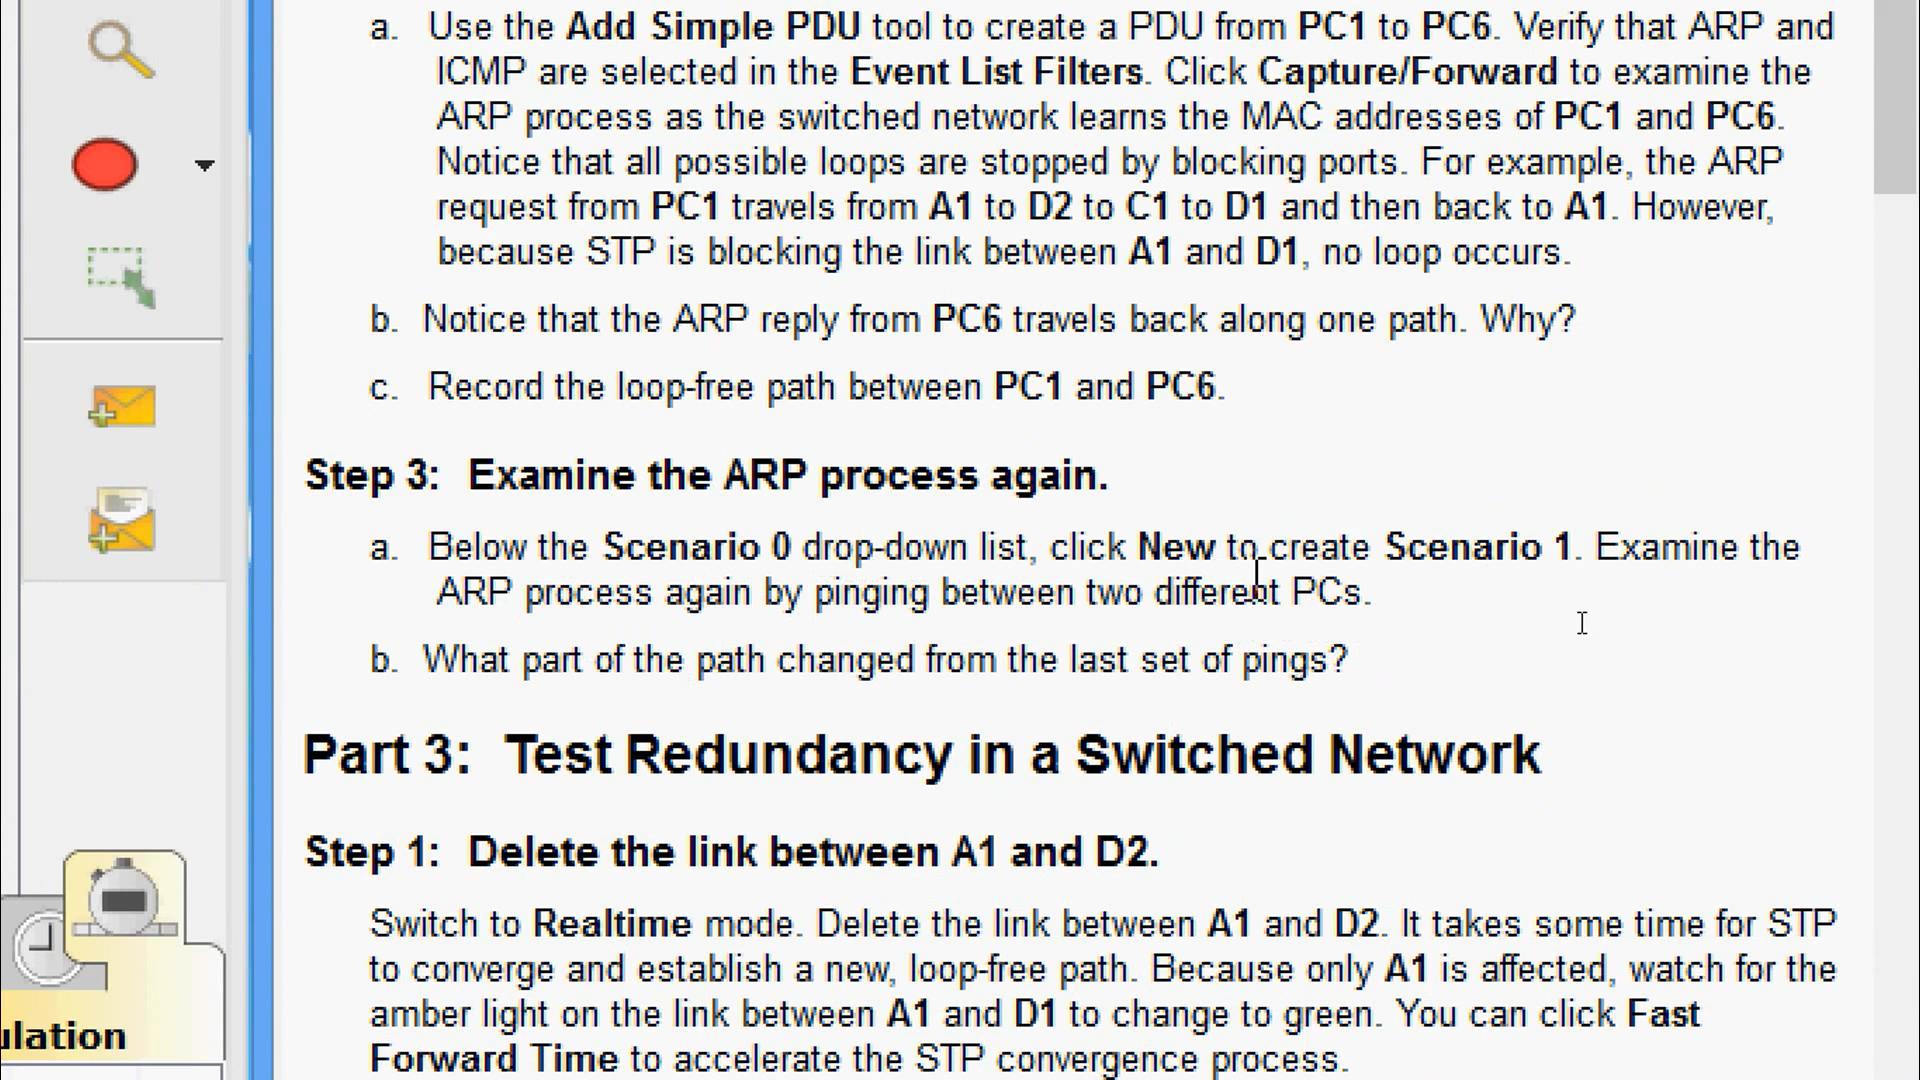 a. Use the Add Simple PDU tool to create a PDU from PC1 to PC6. Verify that ARP and
ICMP are selected in the Event List Filters. Click Capture/Forward to examine the
ARP process as the switched network learns the MAC addresses of PC1 and PC6.
Notice that all possible loops are stopped by blocking ports. For example, the ARP
request from PC1 travels from A1 to D2 to C1 to D1 and then back to A1. However,
because STP is blocking the link between A1 and D1, no loop occurs.
b. Notice that the ARP reply from PC6 travels back along one path. Why?
c. Record the loop-free path between PC1 and PC6.
Step 3: Examine the ARP process again.
a. Below the Scenario 0 drop-down list, click New to create Scenario 1. Examine the
ARP process again by pinging between two different PCs.
b. What part of the path changed from the last set of pings?
Part 3: Test Redundancy in a Switched Network
Step 1: Delete the link between A1 and D2.
Switch to Realtime mode. Delete the link between A1 and D2. It takes some time for STP
to converge and establish a new, loop-free path. Because only A1 is affected, watch for the
amber light on the link between A1 and D1 to change to green. You can click Fast
Forward Time to accelerate the STP convergence process.
ulation